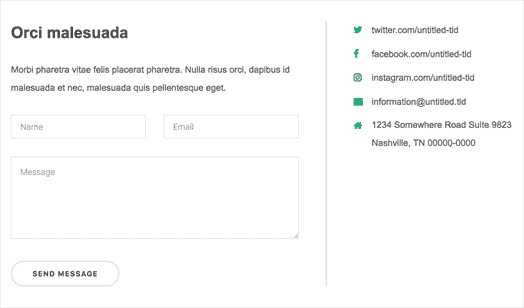 Orci malesuada
Morbi pharetra vitae felis placerat pharetra. Nulla risus orci, dapibus id
malesuada et nec, malesuada quis pellentesque eget.
Name
Email
Message
SEND MESSAGE
twitter.com/untitled-tld
facebook.com/untitled-tld
instagram.com/untitled-tld
information@untitled.tld
1234 Somewhere Road Suite 9823
Nashville, TN 00000-0000